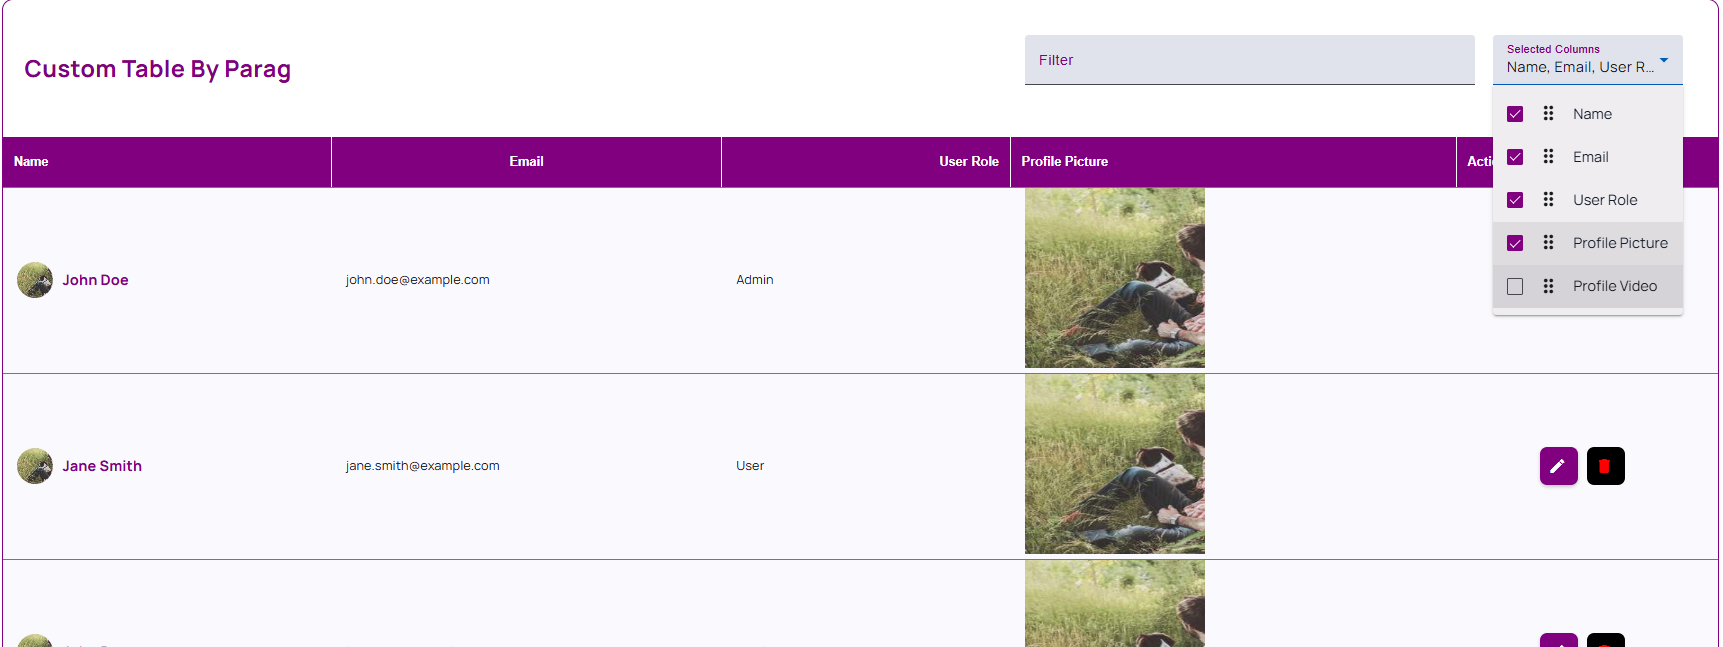 Custom Table By Parag
Filter
Selected Columns
Name, Email, User R...
Name
Email
User Role
Profile Picture
Profile Video
Name Email User Role Profile Picture Acti
John Doe john.doe@example.com Admin
Jane Smith jane.smith@example.com User